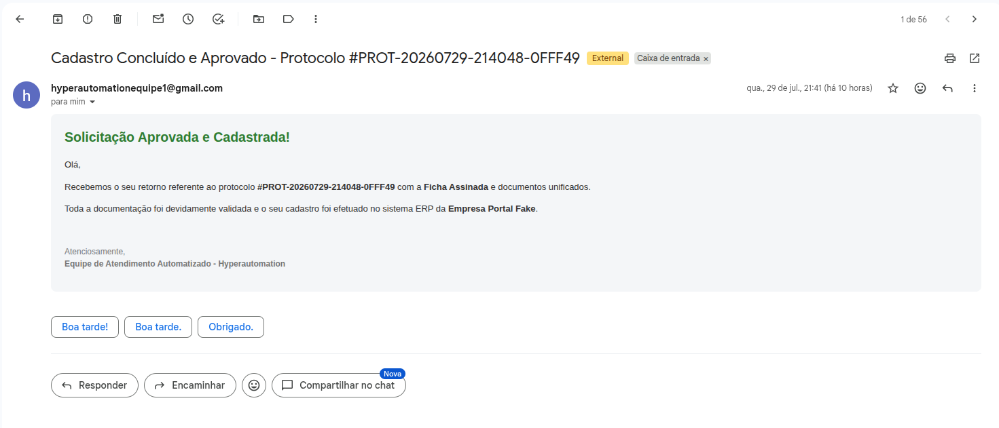 1 de 56
Cadastro Concluído e Aprovado - Protocolo #PROT-20260729-214048-0FFF49 External Caixa de entrada ×
h hyperautomationequipe1@gmail.com qua., 29 de jul., 21:41 (há 10 horas)
para mim
Solicitação Aprovada e Cadastrada!
Olá,
Recebemos o seu retorno referente ao protocolo #PROT-20260729-214048-0FFF49 com a Ficha Assinada e documentos unificados.
Toda a documentação foi devidamente validada e o seu cadastro foi efetuado no sistema ERP da Empresa Portal Fake.
Atenciosamente,
Equipe de Atendimento Automatizado - Hyperautomation
Boa tarde! Boa tarde. Obrigado.
Nova
Responder Encaminhar Compartilhar no chat